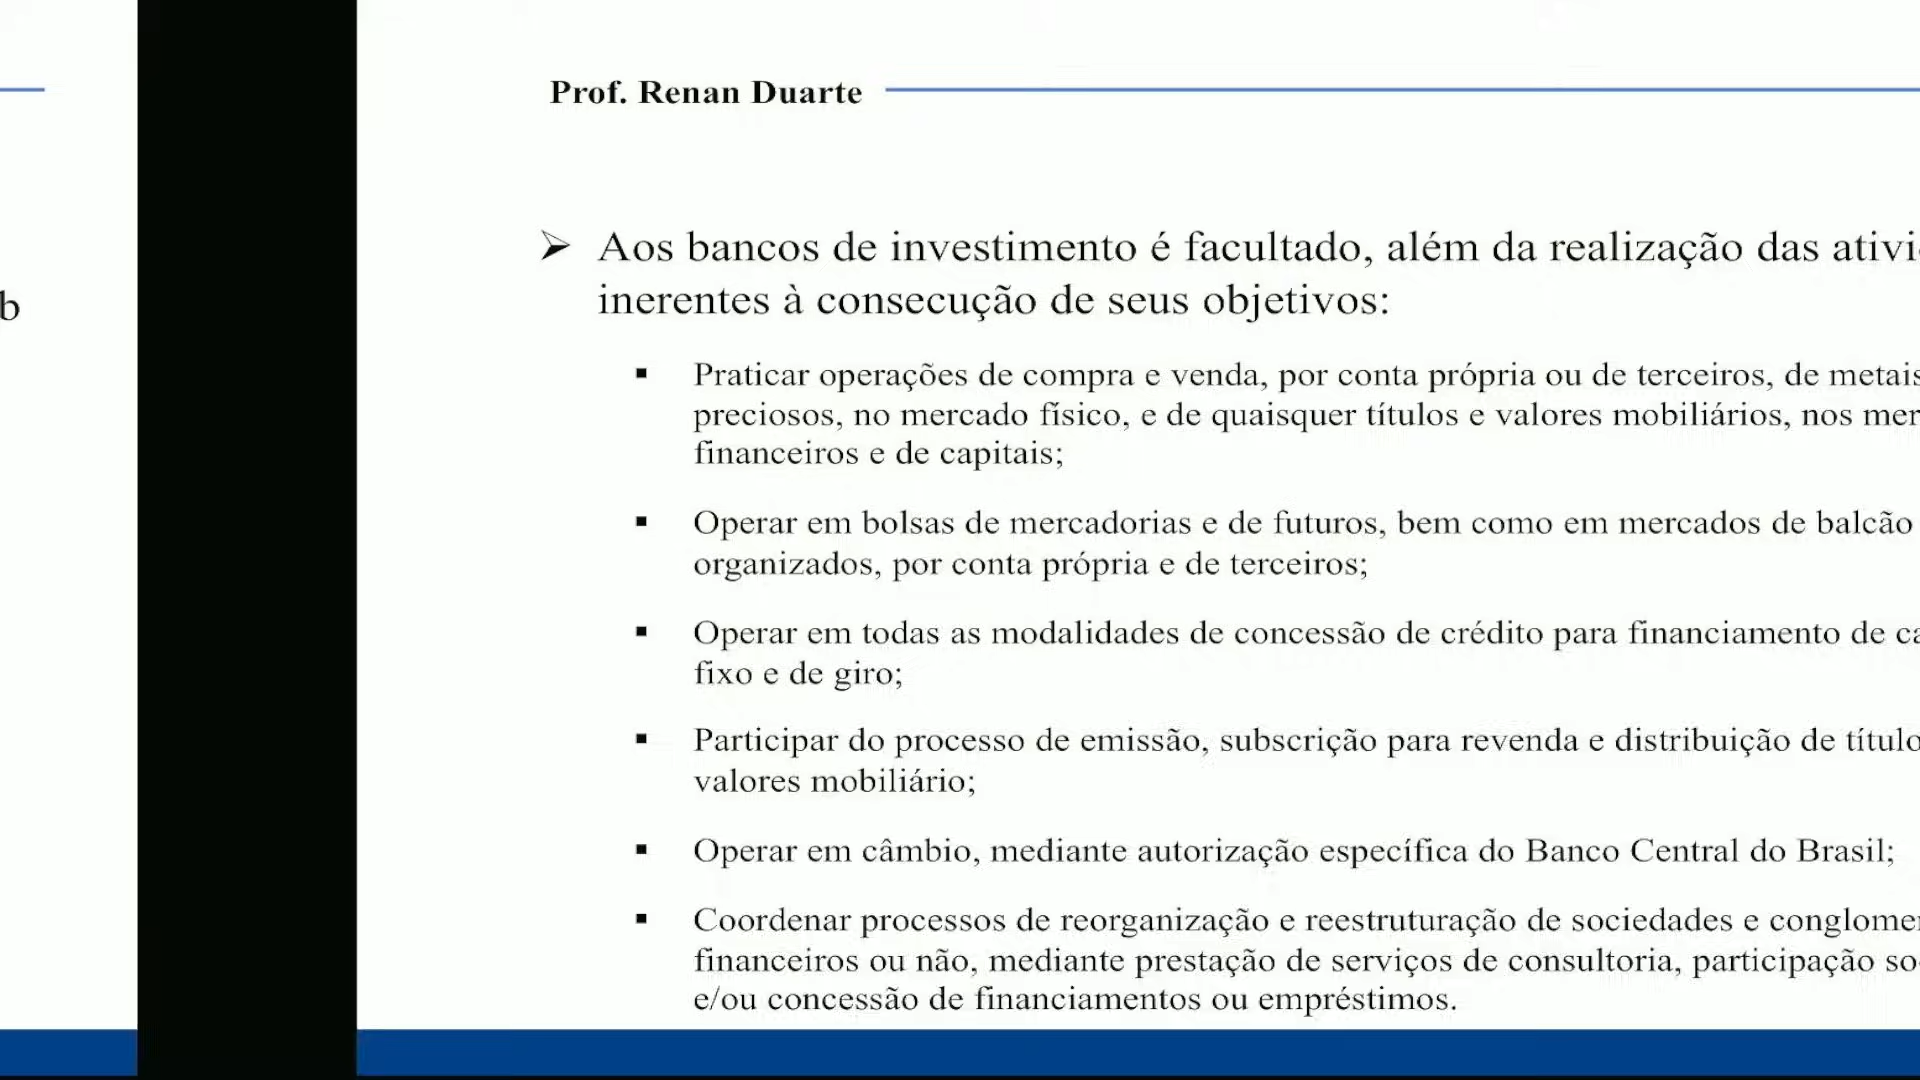 Prof. Renan Duarte
b
➢ Aos bancos de investimento é facultado, além da realização das
inerentes à consecução de seus objetivos:
▪ Praticar operações de compra e venda, por conta própria ou de terceiros, de metais
preciosos, no mercado físico, e de quaisquer títulos e valores mobiliários, nos
financeiros e de capitais;
▪ Operar em bolsas de mercadorias e de futuros, bem como em mercados de balcão
organizados, por conta própria e de terceiros;
▪ Operar em todas as modalidades de concessão de crédito para financiamento de
fixo e de giro;
▪ Participar do processo de emissão, subscrição para revenda e distribuição de
valores mobiliário;
▪ Operar em câmbio, mediante autorização específica do Banco Central do Brasil;
▪ Coordenar processos de reorganização e reestruturação de sociedades e
financeiros ou não, mediante prestação de serviços de consultoria, participação
e/ou concessão de financiamentos ou empréstimos.